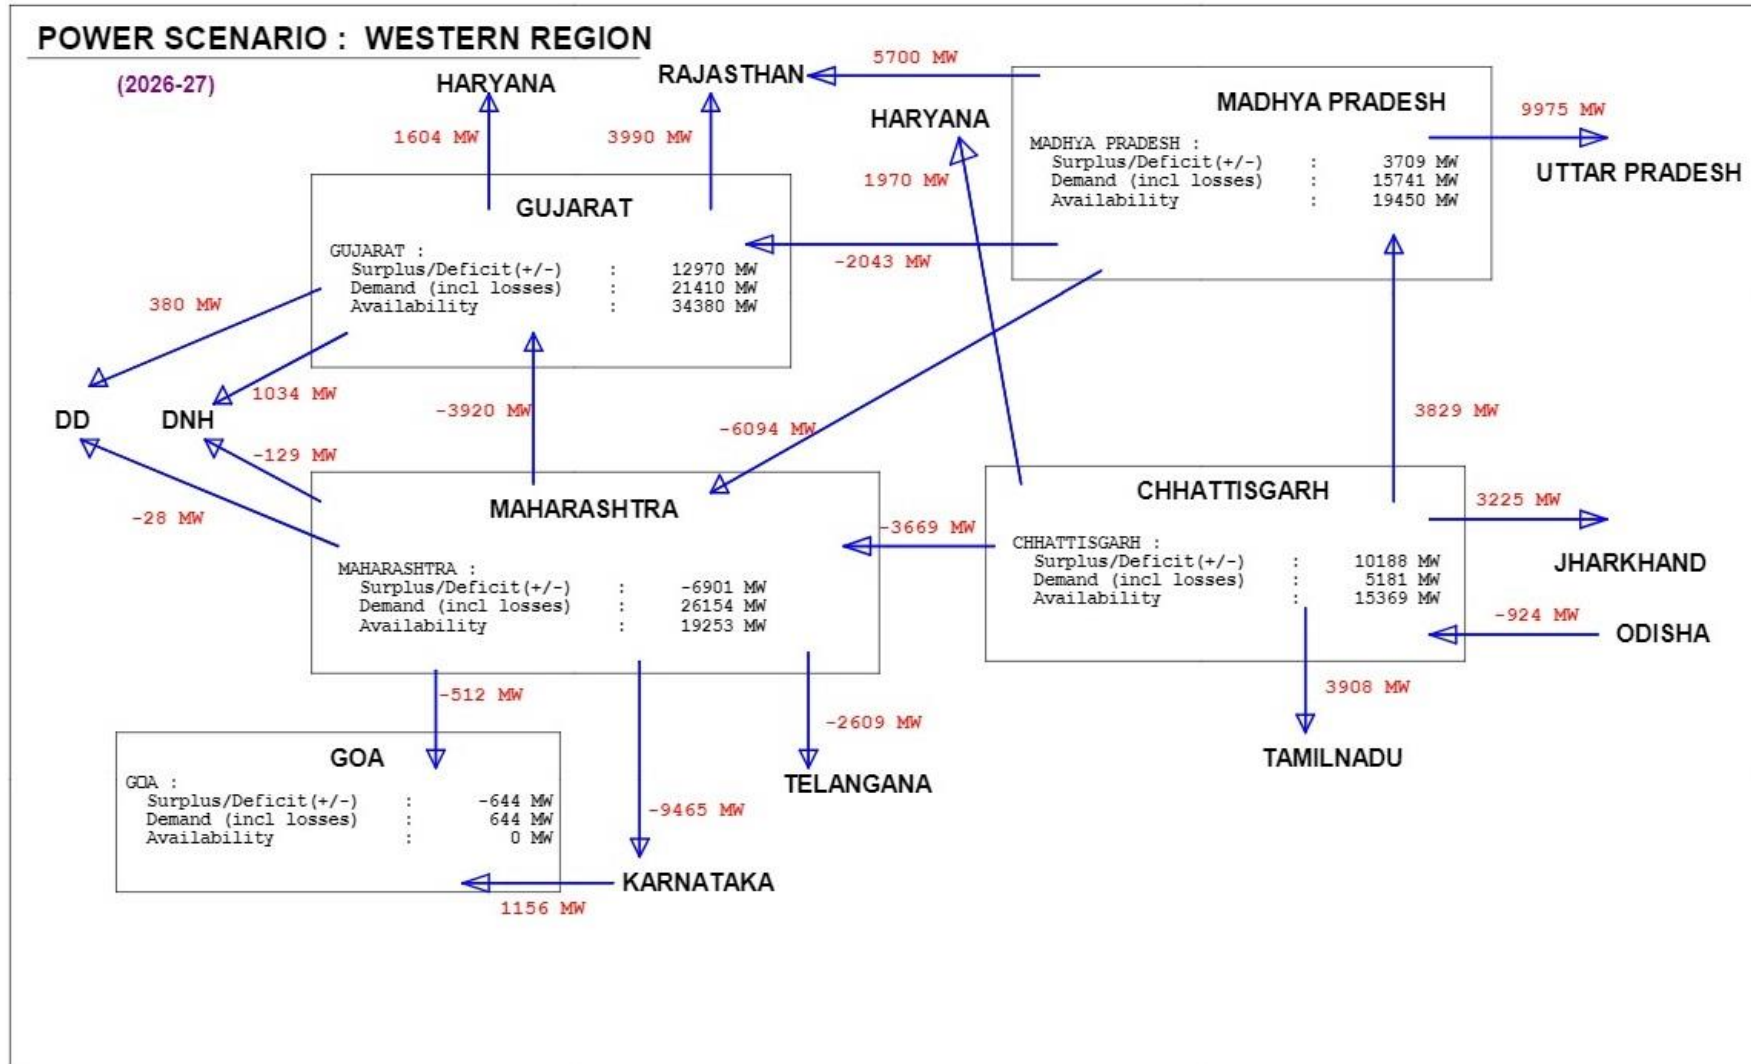 POWER SCENARIO : WESTERN REGION
(2026-27)
HARYANA
RAJASTHAN
5700 MW
1604 MW
3990 MW
HARYANA
1970 MW
MADHYA PRADESH
MADHYA PRADESH :
Surplus/Deficit(+/-) : 3709 MW
Demand (incl losses) : 15741 MW
Availability : 19450 MW
9975 MW
UTTAR PRADESH
GUJARAT
GUJARAT :
Surplus/Deficit(+/-) : 12970 MW
Demand (incl losses) : 21410 MW
Availability : 34380 MW
-2043 MW
380 MW
1034 MW
DD
DNH
-3920 MW
-6094 MW
3829 MW
-129 MW
-28 MW
MAHARASHTRA
MAHARASHTRA :
Surplus/Deficit(+/-) : -6901 MW
Demand (incl losses) : 26154 MW
Availability : 19253 MW
-3669 MW
CHHATTISGARH
CHHATTISGARH :
Surplus/Deficit(+/-) : 10188 MW
Demand (incl losses) : 5181 MW
Availability : 15369 MW
3225 MW
JHARKHAND
-924 MW
ODISHA
3908 MW
TAMILNADU
-512 MW
-2609 MW
TELANGANA
GOA
GOA :
Surplus/Deficit(+/-) : -644 MW
Demand (incl losses) : 644 MW
Availability : 0 MW
-9465 MW
KARNATAKA
1156 MW